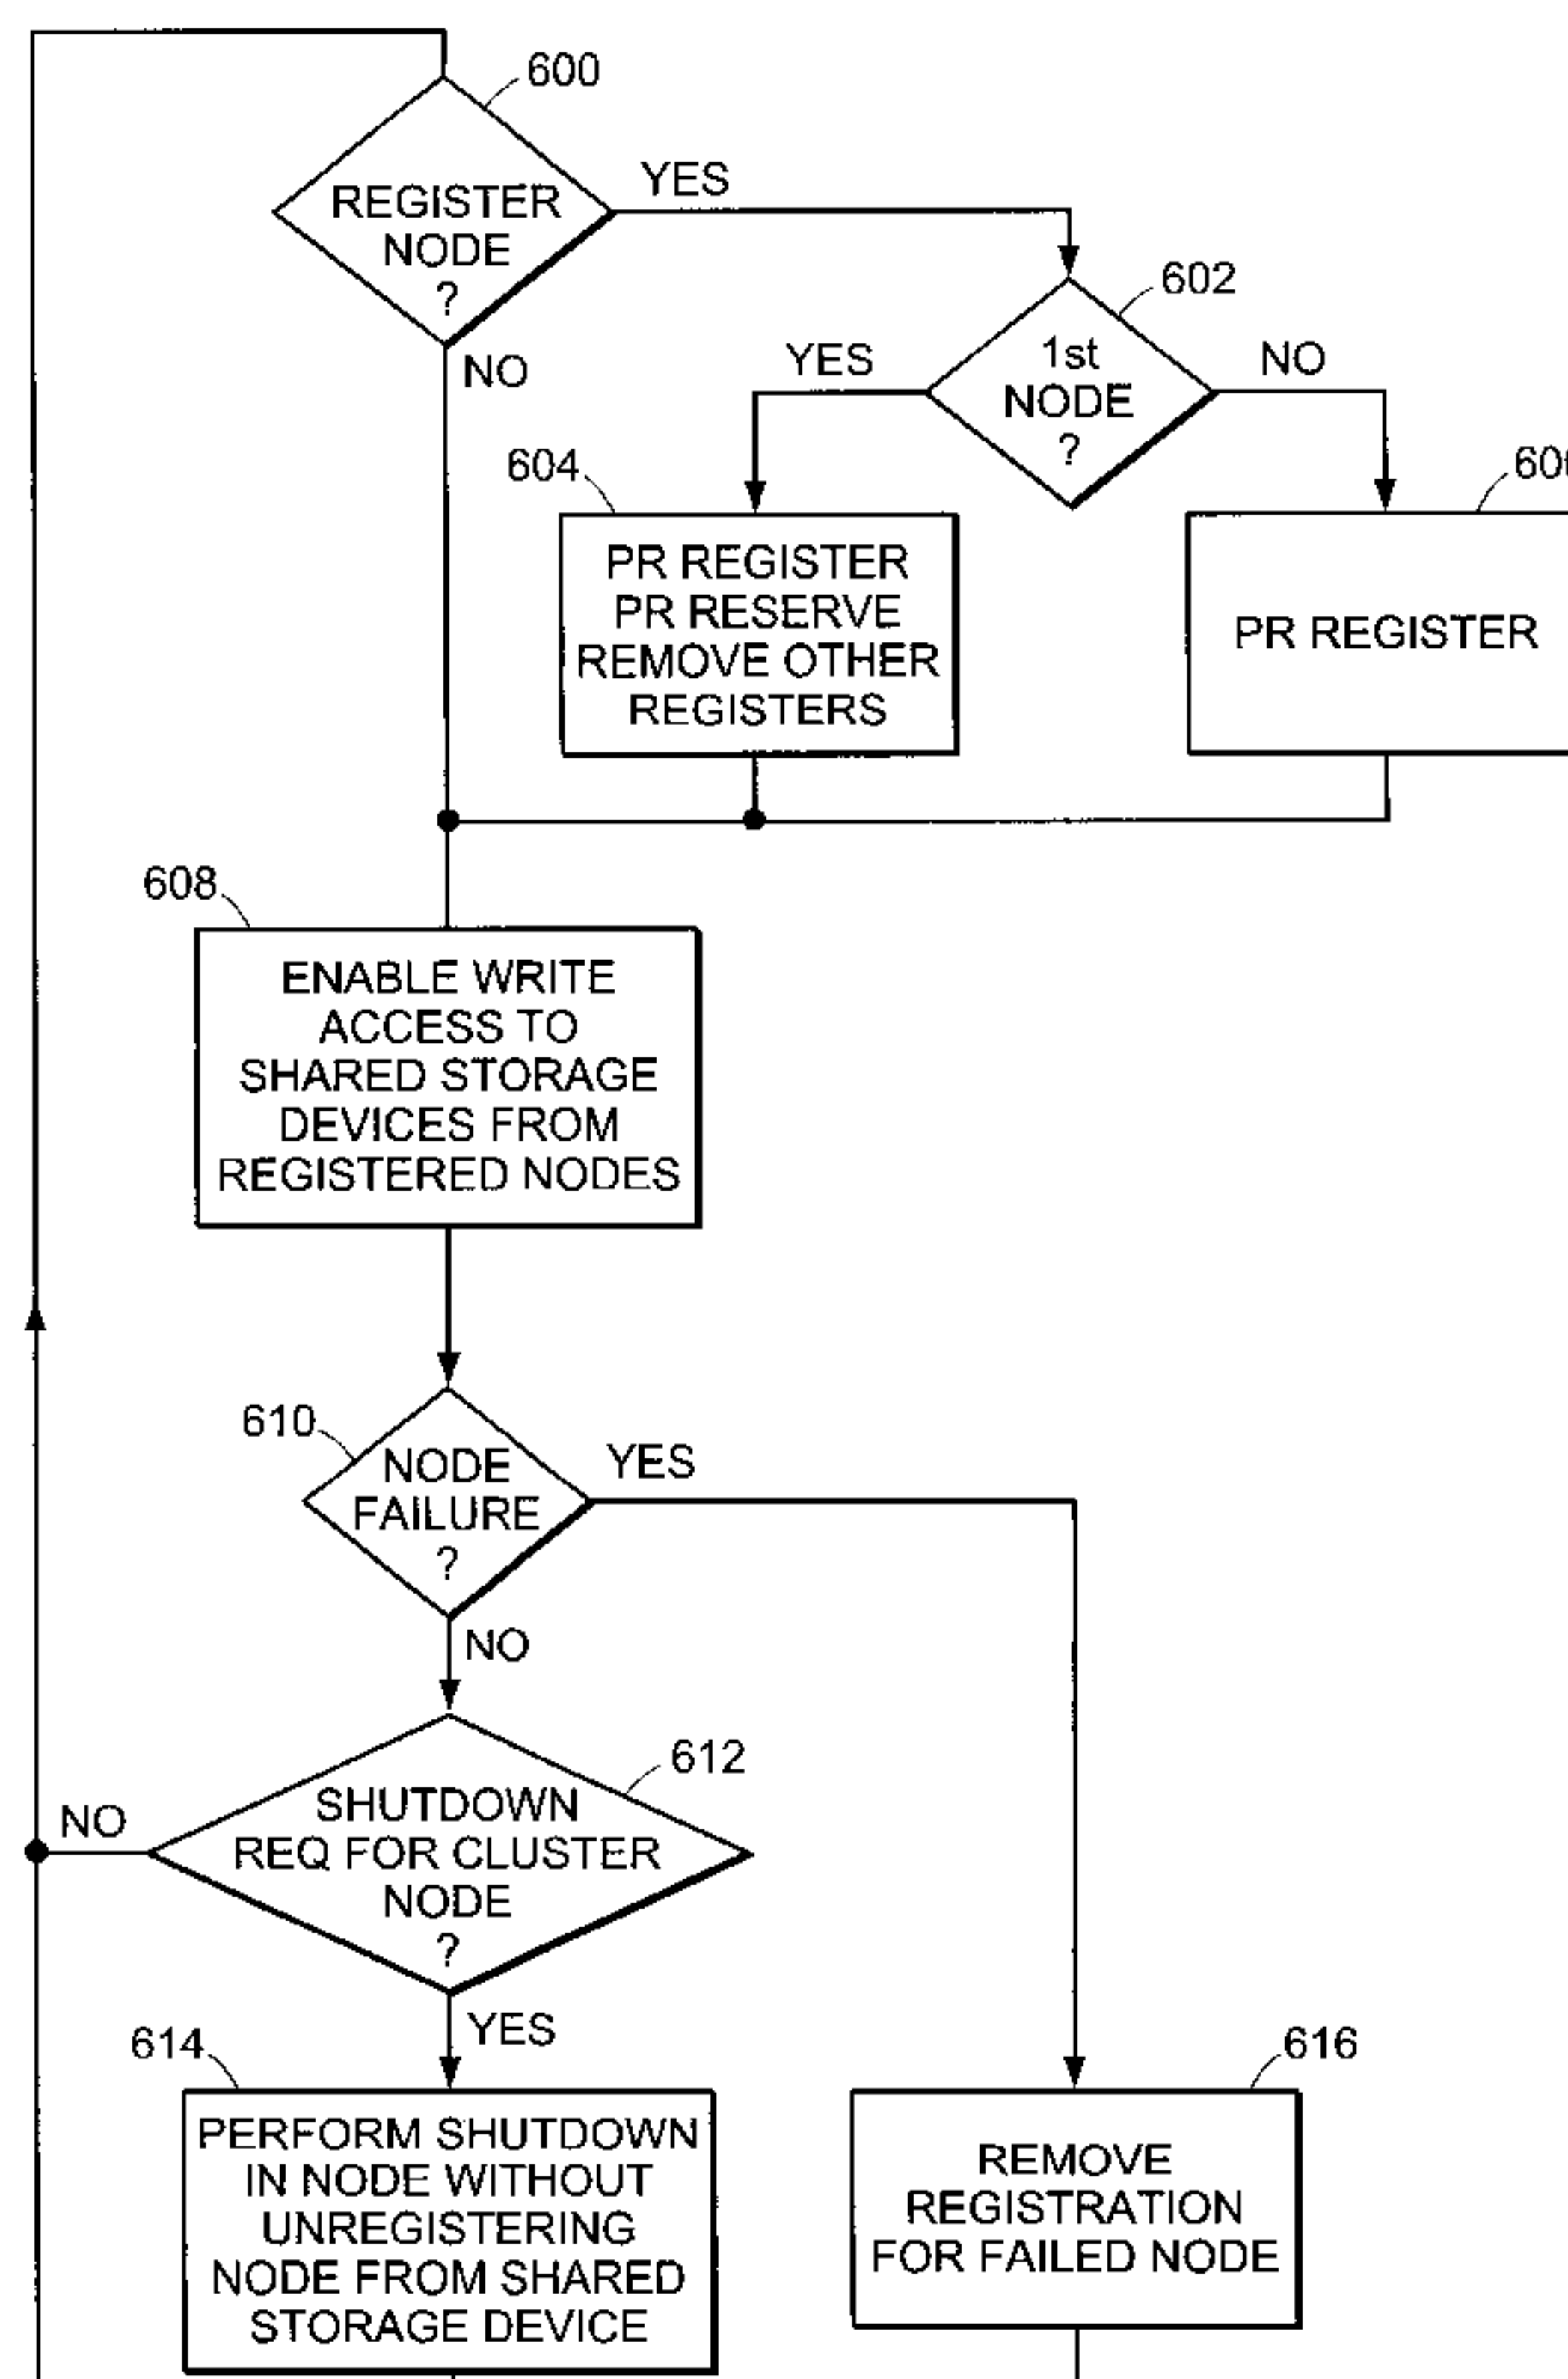 600
REGISTER
NODE
?
YES
NO
602
1st
NODE
?
YES
NO
604
PR REGISTER
PR RESERVE
REMOVE OTHER
REGISTERS
PR REGISTER
608
ENABLE WRITE
ACCESS TO
SHARED STORAGE
DEVICES FROM
REGISTERED NODES
610
NODE
FAILURE
?
YES
NO
612
SHUTDOWN
REQ FOR CLUSTER
NODE
?
NO
YES
614
PERFORM SHUTDOWN
IN NODE WITHOUT
UNREGISTERING
NODE FROM SHARED
STORAGE DEVICE
616
REMOVE
REGISTRATION
FOR FAILED NODE